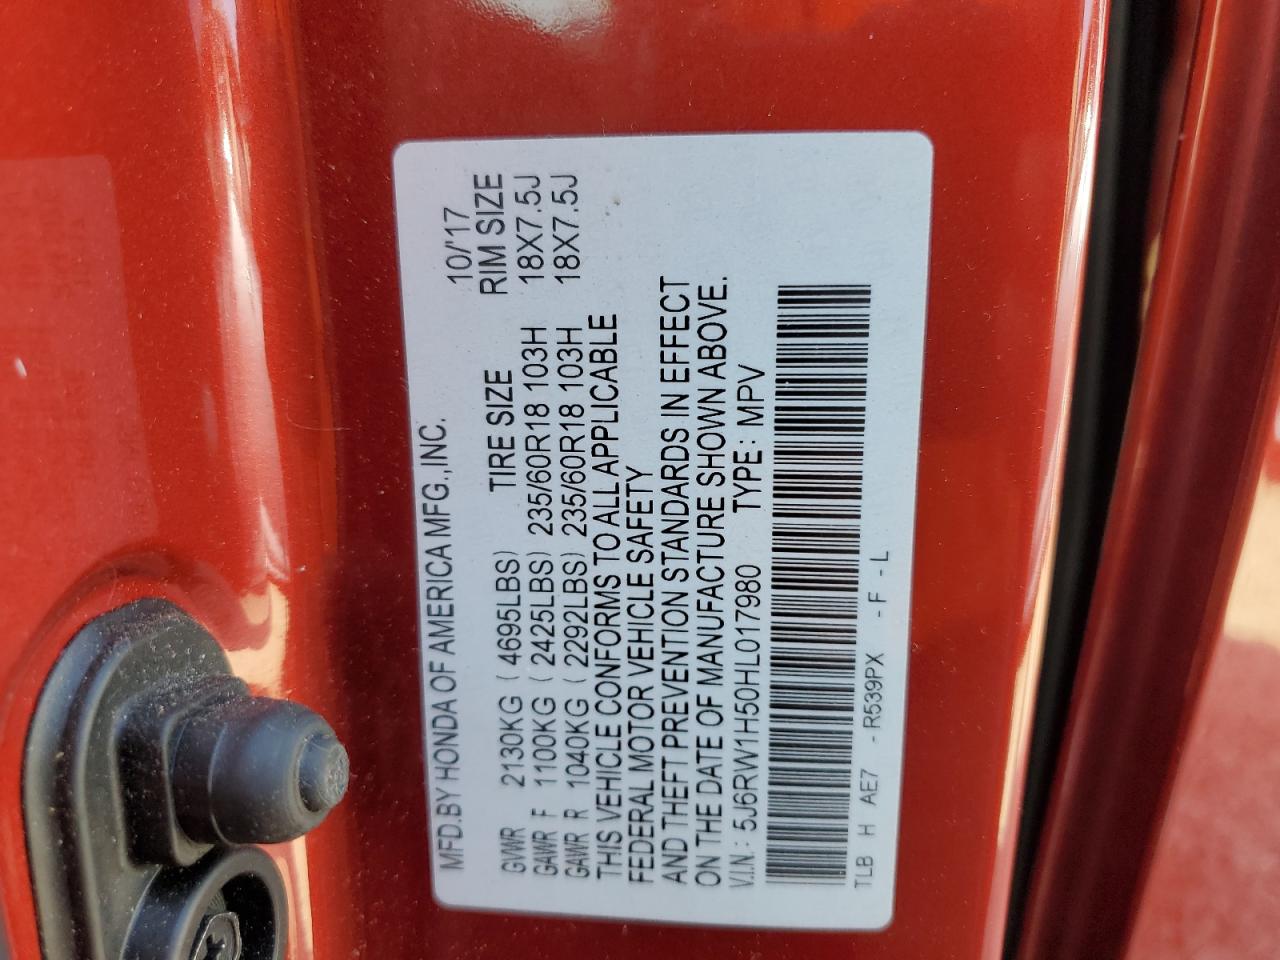 MFD.BY HONDA OF AMERICA MFG.,INC. 10/'17
TIRE SIZE RIM SIZE
GVWR 2130KG ( 4695LBS)
GAWR F 1100KG ( 2425LBS) 235/60R18 103H 18X7.5J
GAWR R 1040KG ( 2292LBS) 235/60R18 103H 18X7.5J
THIS VEHICLE CONFORMS TO ALL APPLICABLE
FEDERAL MOTOR VEHICLE SAFETY
AND THEFT PREVENTION STANDARDS IN EFFECT
ON THE DATE OF MANUFACTURE SHOWN ABOVE.
V.I.N.: 5J6RW1H50HL017980 TYPE : MPV
TLB H AE7 - R539PX - F - L